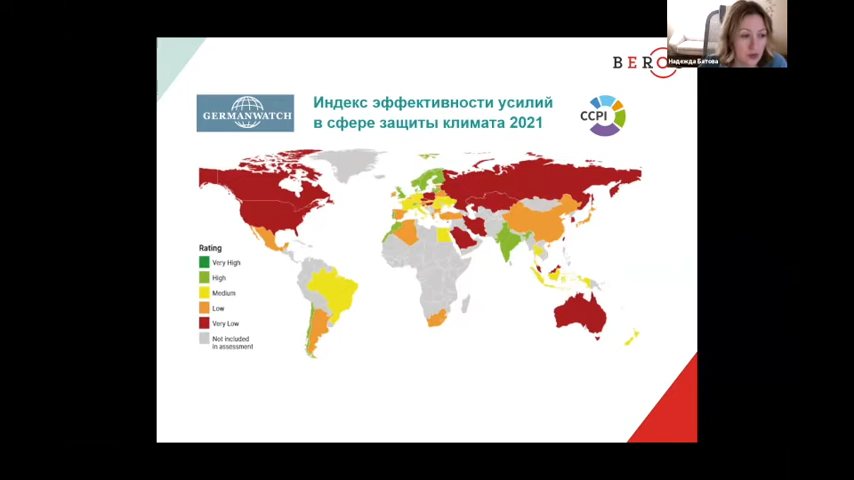 Надежда Батова
GERMANWATCH
Индекс эффективности усилий
в сфере защиты климата 2021
CCPI
Rating
Very High
High
Medium
Low
Very Low
Not included
in assessment